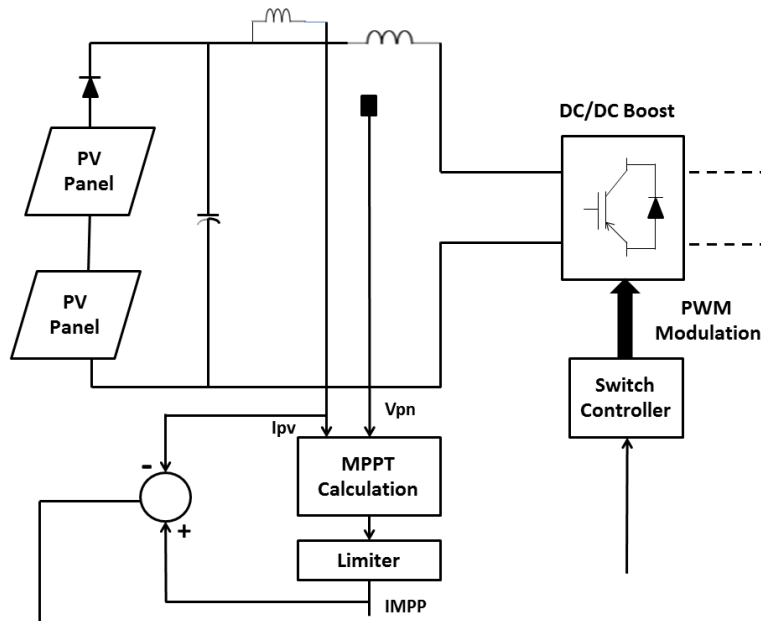 DC/DC Boost
PV
Panel
PV
Panel
PWM
Modulation
Switch
Controller
Ipv
Vpn
-
MPPT
Calculation
+
Limiter
IMPP